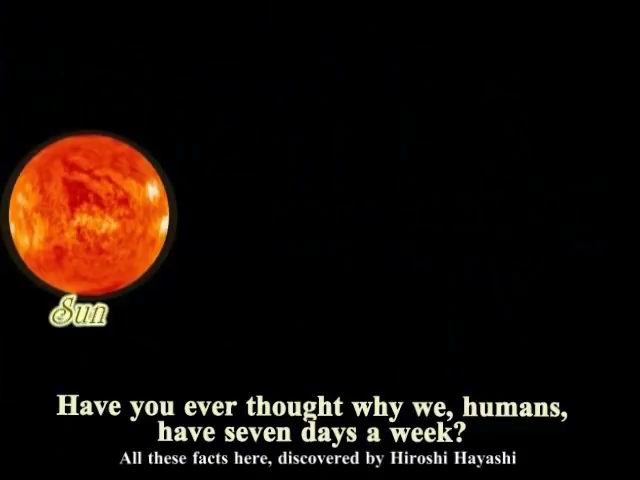 Sun
Have you ever thought why we, humans,
have seven days a week?
All these facts here, discovered by Hiroshi Hayashi